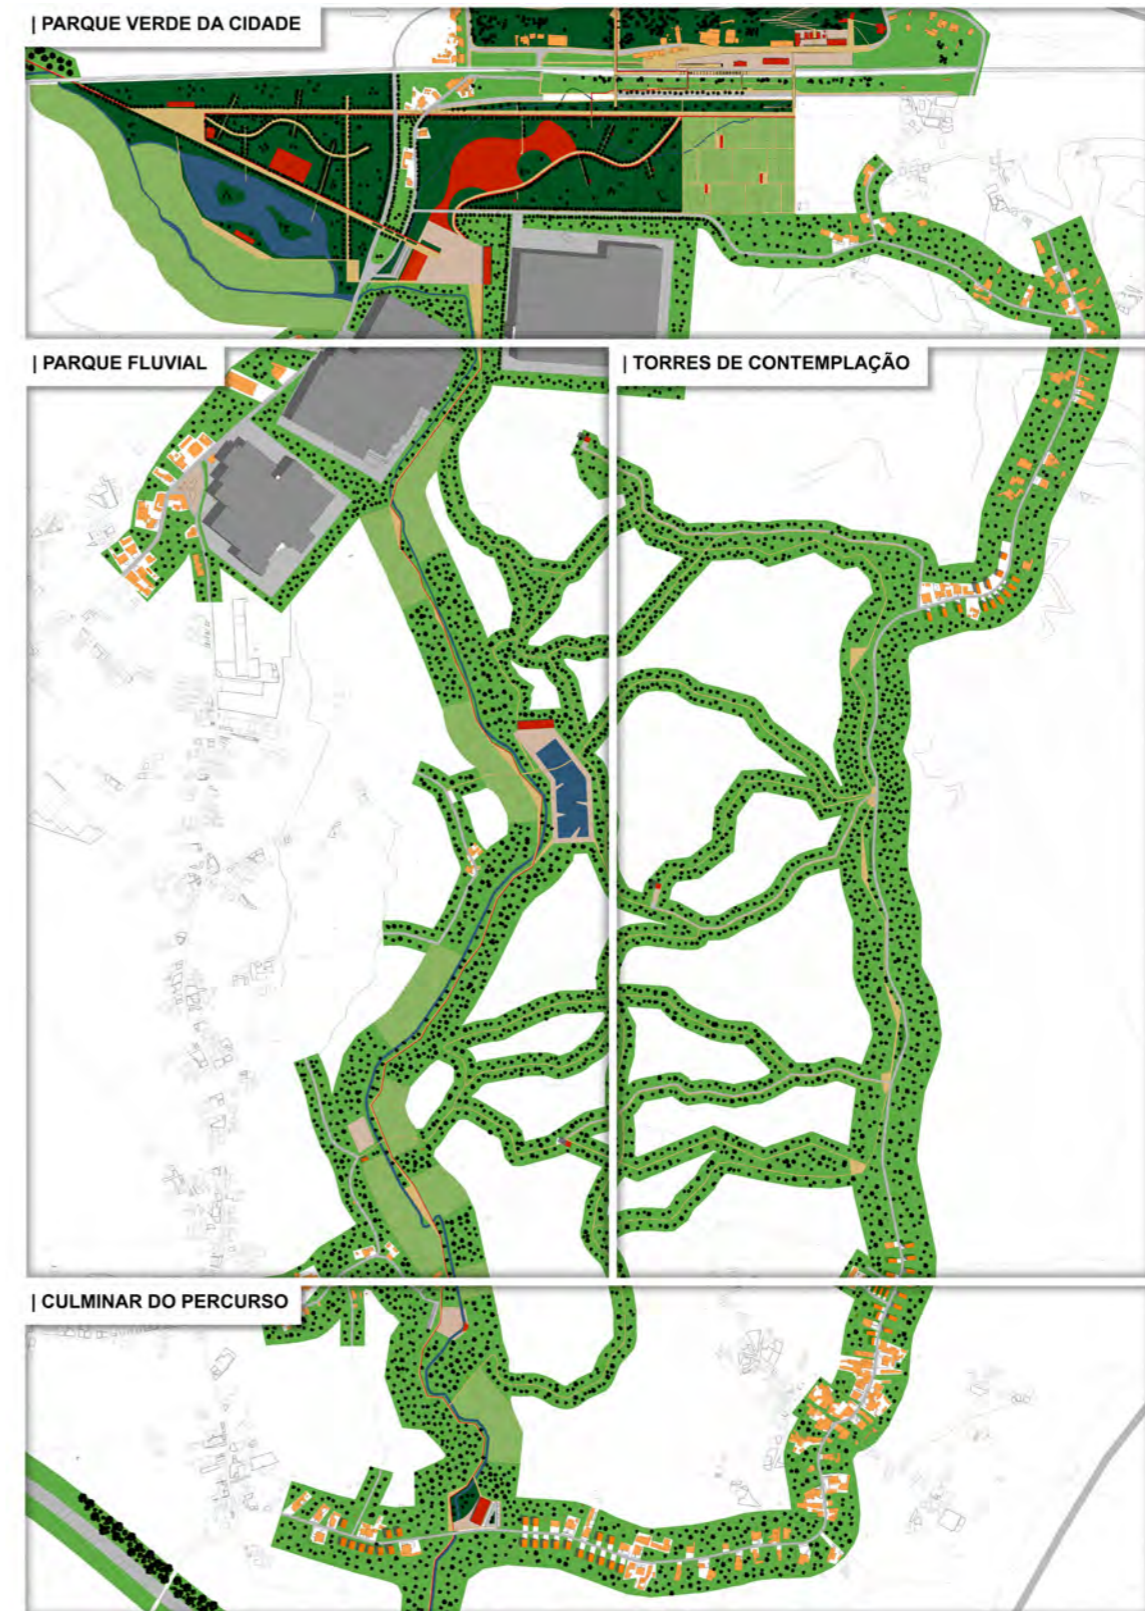 | PARQUE VERDE DA CIDADE
| PARQUE FLUVIAL
| TORRES DE CONTEMPLAÇÃO
| CULMINAR DO PERCURSO